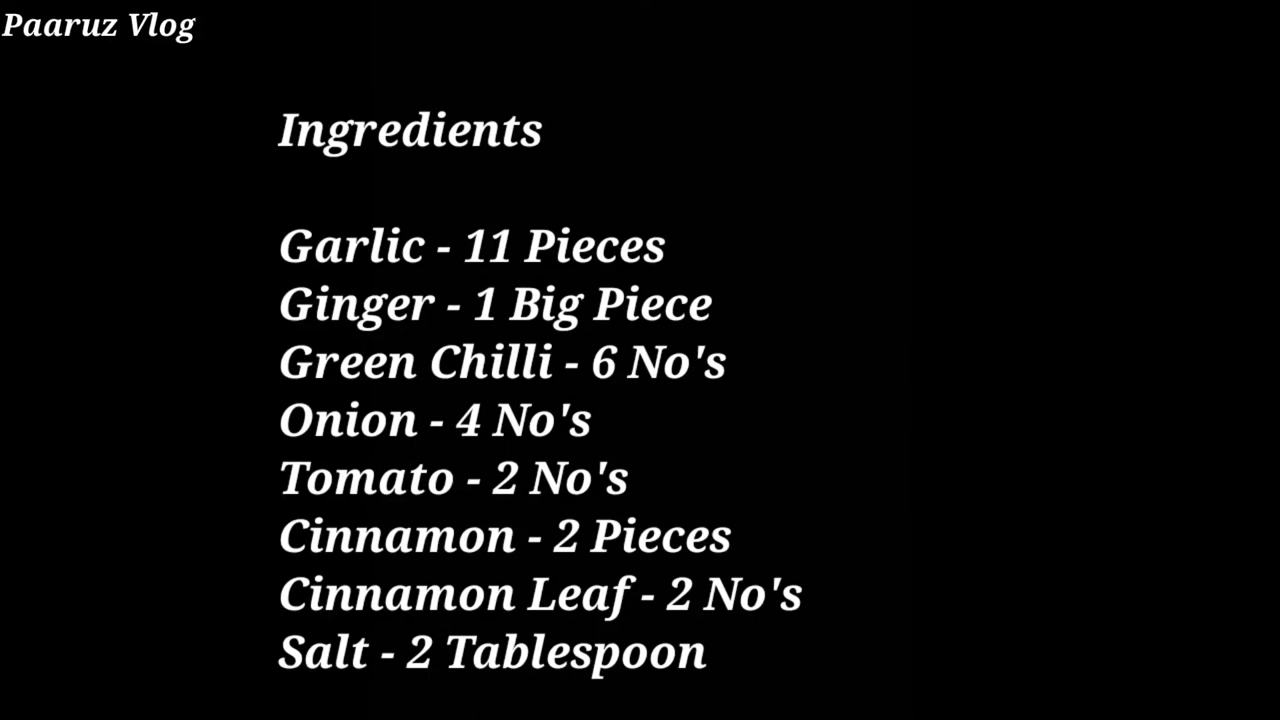 Paaruz Vlog
Ingredients
Garlic - 11 Pieces
Ginger - 1 Big Piece
Green Chilli - 6 No's
Onion - 4 No's
Tomato - 2 No's
Cinnamon - 2 Pieces
Cinnamon Leaf - 2 No's
Salt - 2 Tablespoon